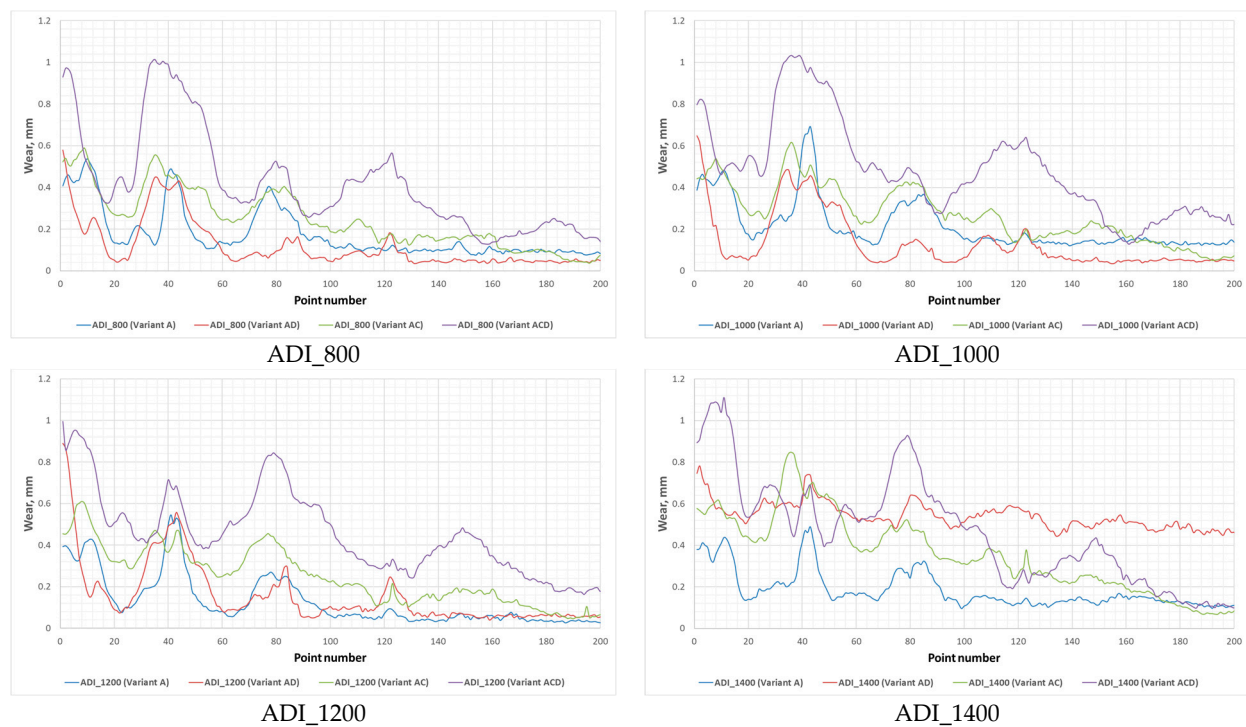 1.2
1
0.8
0.6
0.4
0.2
0
Wear, mm
0 20 40 60 80 100 120 140 160 180 200
Point number
ADI_800 (Variant A) ADI_800 (Variant AD) ADI_800 (Variant AC) ADI_800 (Variant ACD)
ADI_800
1.2
1
0.8
0.6
0.4
0.2
0
Wear, mm
0 20 40 60 80 100 120 140 160 180 200
Point number
ADI_1000 (Variant A) ADI_1000 (Variant AD) ADI_1000 (Variant AC) ADI_1000 (Variant ACD)
ADI_1000
1.2
1
0.8
0.6
0.4
0.2
0
Wear, mm
0 20 40 60 80 100 120 140 160 180 200
Point number
ADI_1200 (Variant A) ADI_1200 (Variant AD) ADI_1200 (Variant AC) ADI_1200 (Variant ACD)
ADI_1200
1.2
1
0.8
0.6
0.4
0.2
0
Wear, mm
0 20 40 60 80 100 120 140 160 180 200
Point number
ADI_1400 (Variant A) ADI_1400 (Variant AD) ADI_1400 (Variant AC) ADI_1400 (Variant ACD)
ADI_1400